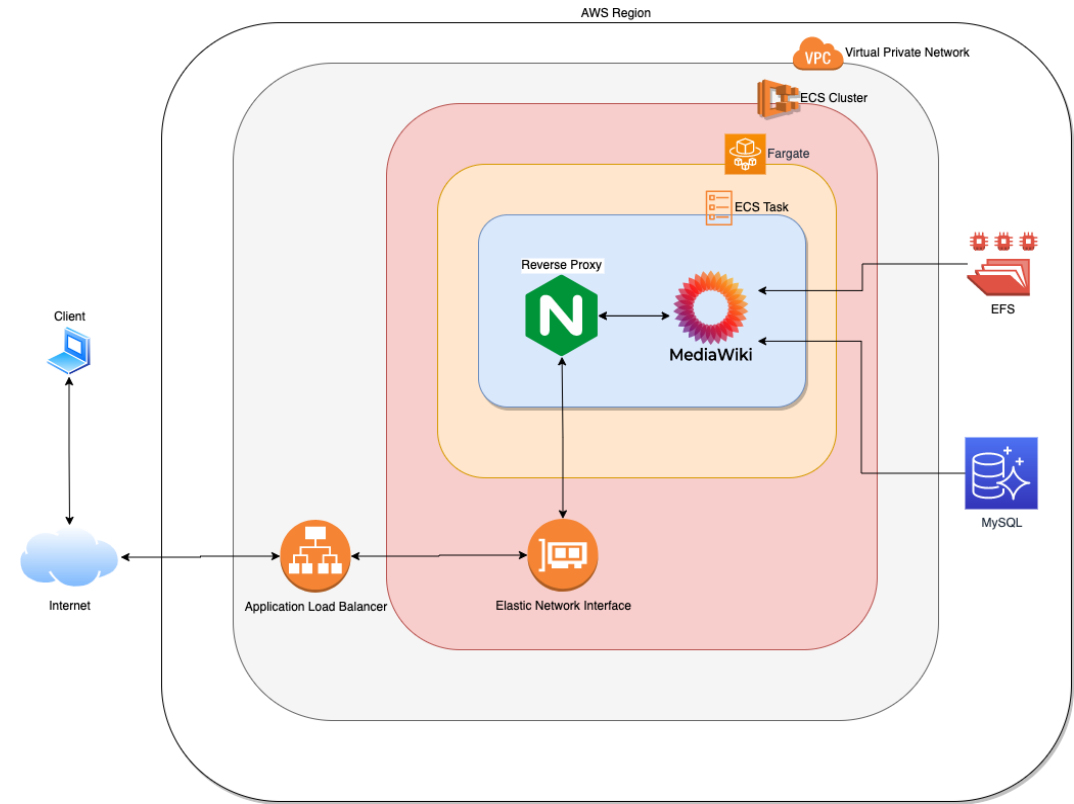 AWS Region
VPC
Virtual Private Network
ECS Cluster
Fargate
ECS Task
Reverse Proxy
N
MediaWiki
EFS
Client
MySQL
Internet
Application Load Balancer
Elastic Network Interface